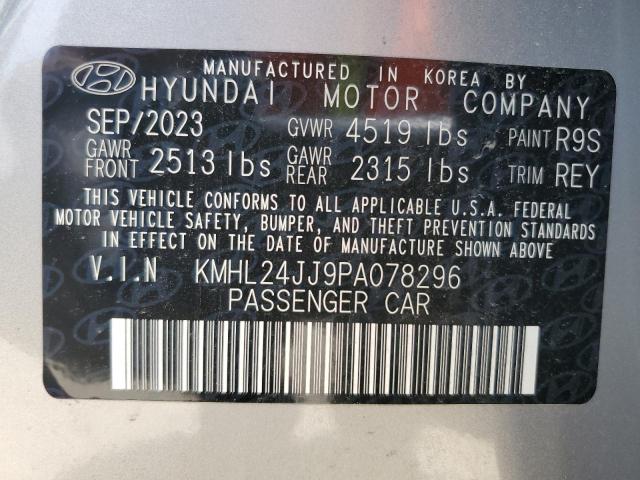 MANUFACTURED IN KOREA BY
HYUNDAI MOTOR COMPANY
SEP/2023 GVWR 4519 lbs PAINT R9S
GAWR FRONT 2513 lbs GAWR REAR 2315 lbs TRIM REY
THIS VEHICLE CONFORMS TO ALL APPLICABLE U.S.A. FEDERAL
MOTOR VEHICLE SAFETY, BUMPER, AND THEFT PREVENTION STANDARDS
IN EFFECT ON THE DATE OF MANUFACTURE SHOWN ABOVE.
V.I.N KMHL24JJ9PA078296
PASSENGER CAR